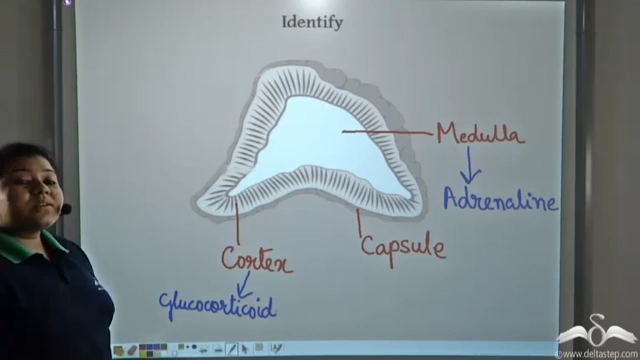 Identify
Medulla
Adrenaline
Capsule
Cortex
Glucocorticoid
©www.deltastep.com